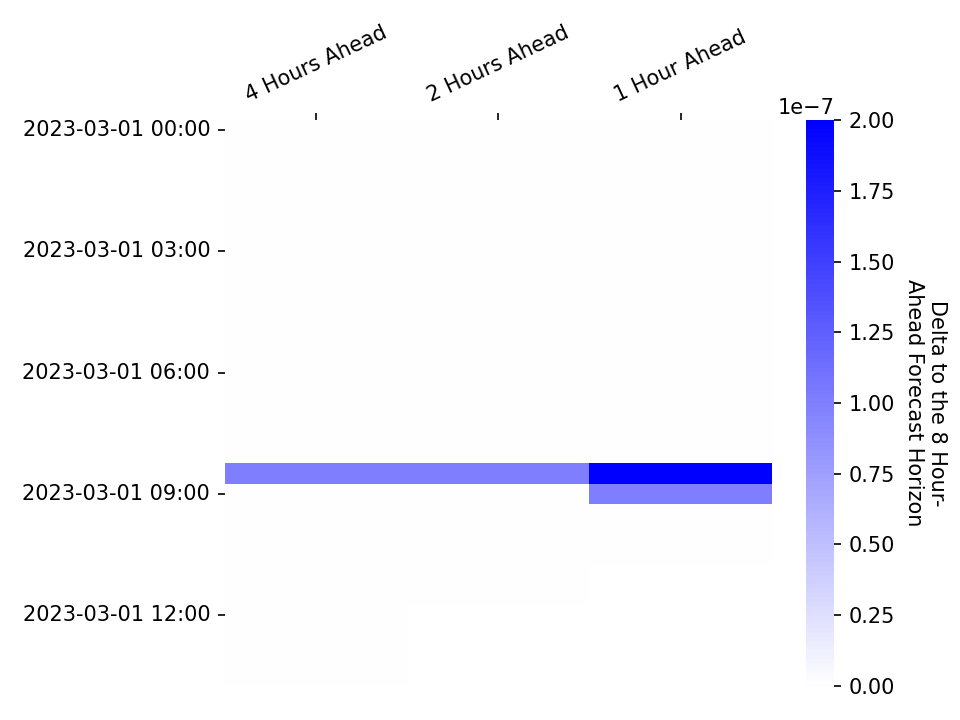 4 Hours Ahead
2 Hours Ahead
1 Hour Ahead
1e−7
2023-03-01 00:00
2023-03-01 03:00
2023-03-01 06:00
2023-03-01 09:00
2023-03-01 12:00
2.00
1.75
1.50
1.25
1.00
0.75
0.50
0.25
0.00
Delta to the 8 Hour-
Ahead Forecast Horizon